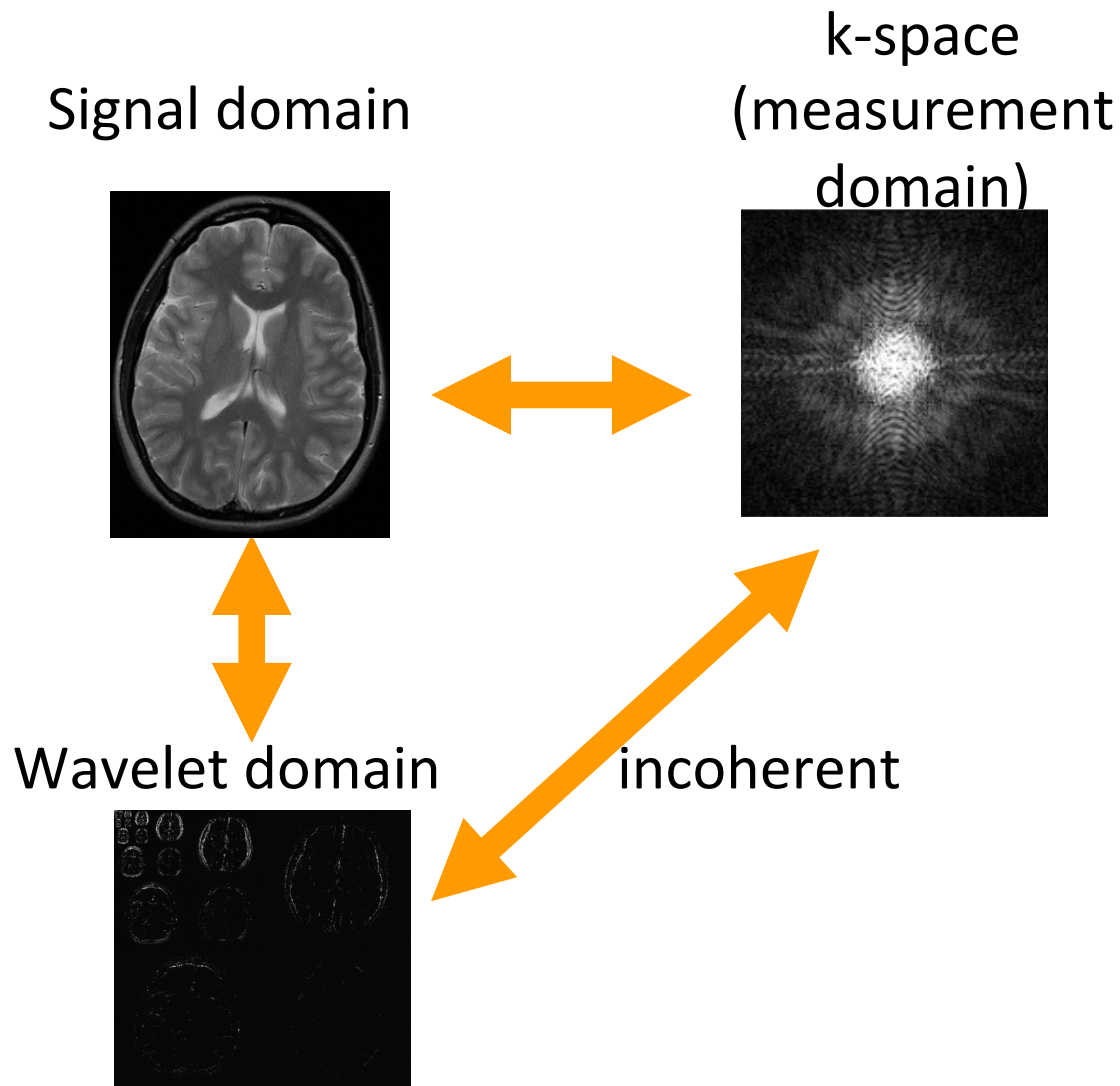 Signal domain
k-space
(measurement
domain)
Wavelet domain
incoherent